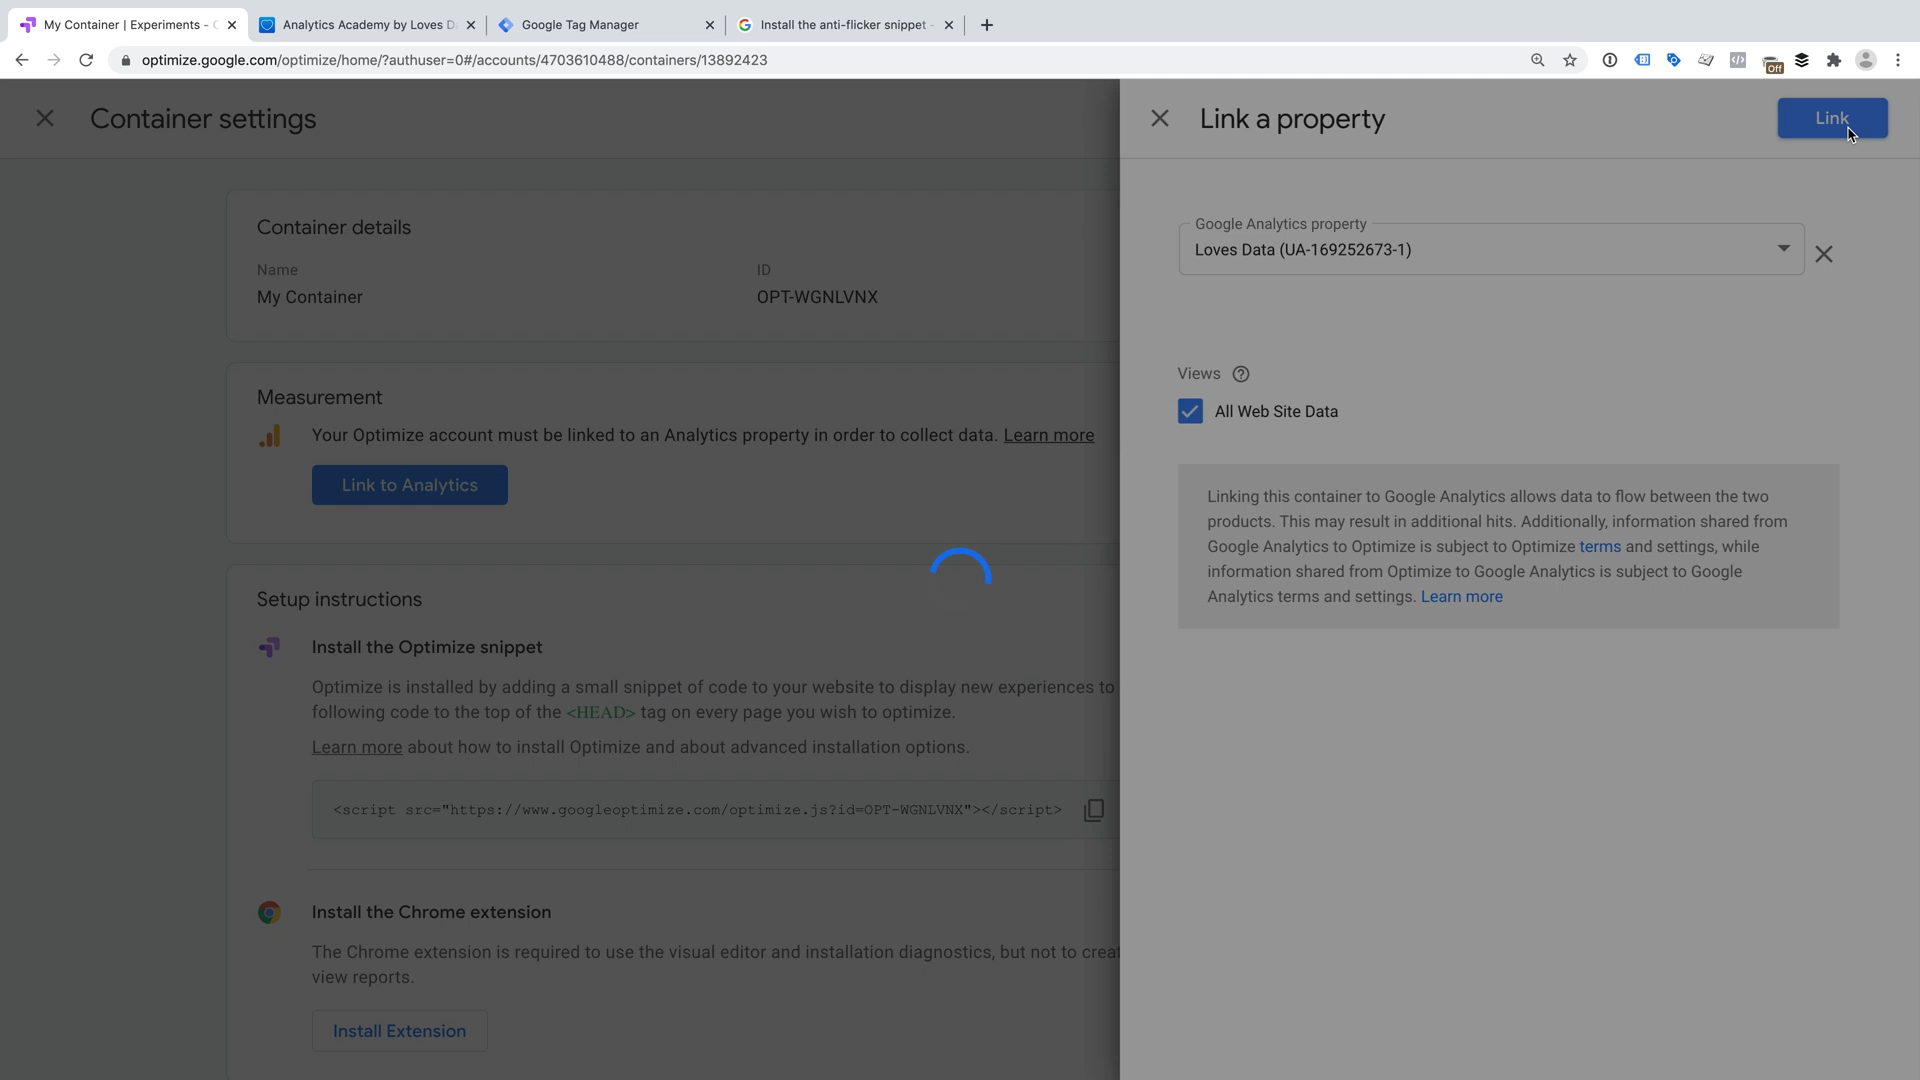 My Container | Experiments -
Analytics Academy by Loves D
Google Tag Manager
Install the anti-flicker snippet -
optimize.google.com/optimize/home/?authuser=0#/accounts/4703610488/containers/13892423
Off
Container settings
Link a property
Link
Container details
Name
ID
My Container
OPT-WGNLVNX
Google Analytics property
Loves Data (UA-169252673-1)
Views
All Web Site Data
Measurement
Your Optimize account must be linked to an Analytics property in order to collect data. Learn more
Link to Analytics
Linking this container to Google Analytics allows data to flow between the two
products. This may result in additional hits. Additionally, information shared from
Google Analytics to Optimize is subject to Optimize terms and settings, while
information shared from Optimize to Google Analytics is subject to Google
Analytics terms and settings. Learn more
Setup instructions
Install the Optimize snippet
Optimize is installed by adding a small snippet of code to your website to display new experiences to
following code to the top of the <HEAD> tag on every page you wish to optimize.
Learn more about how to install Optimize and about advanced installation options.
<script src="https://www.googleoptimize.com/optimize.js?id=OPT-WGNLVNX"></script>
Install the Chrome extension
The Chrome extension is required to use the visual editor and installation diagnostics, but not to creat
view reports.
Install Extension